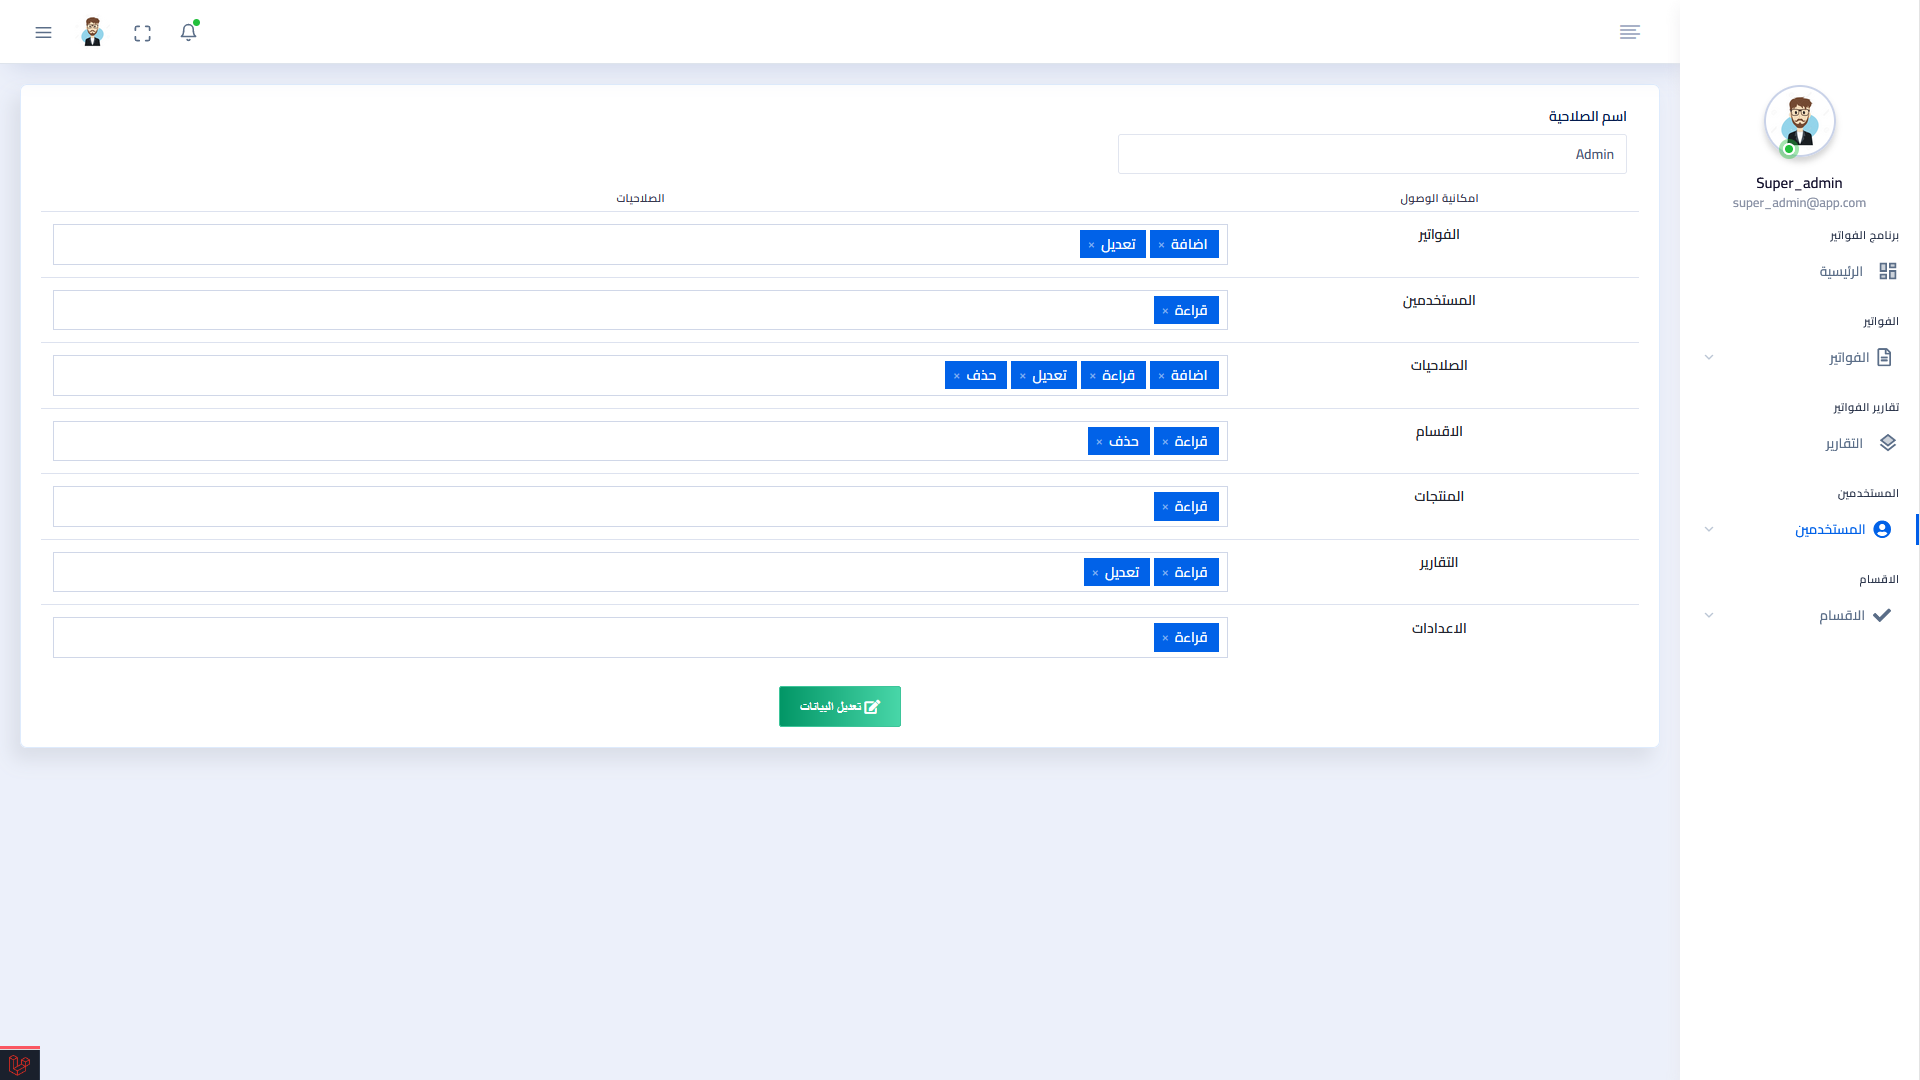 Super_admin
super_admin@app.com
برنامج الفواتير
الرئيسية
الفواتير
الفواتير
تقارير الفواتير
التقارير
المستخدمين
المستخدمين
الاقسام
الاقسام
اسم الصلاحية
Admin
امكانية الوصول الصلاحيات
الفواتير اضافة × تعديل ×
المستخدمين قراءة ×
الصلاحيات اضافة × قراءة × تعديل × حذف ×
الاقسام قراءة × حذف ×
المنتجات قراءة ×
التقارير قراءة × تعديل ×
الاعدادات قراءة ×
تعديل البيانات